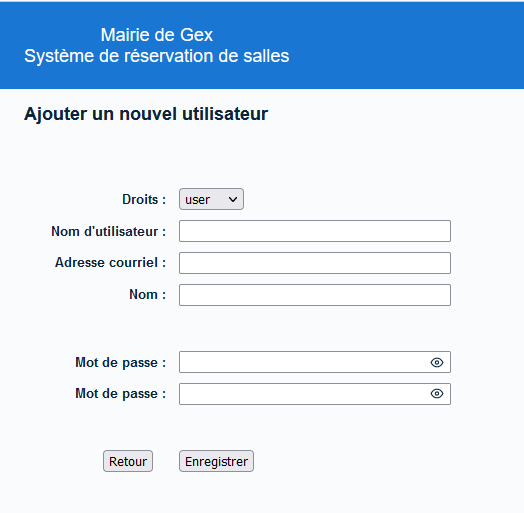 Mairie de Gex
Système de réservation de salles
Ajouter un nouvel utilisateur
Droits : user
Nom d'utilisateur :
Adresse courriel :
Nom :
Mot de passe :
Mot de passe :
Retour Enregistrer